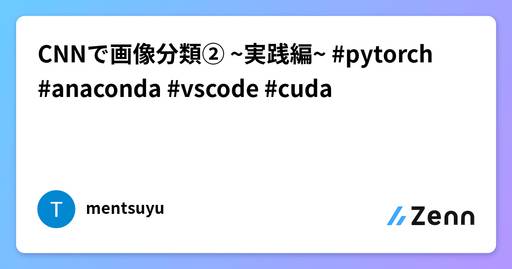 CNNで画像分類② ~実践編~ #pytorch
#anaconda #vscode #cuda
T
mentsuyu
Zenn